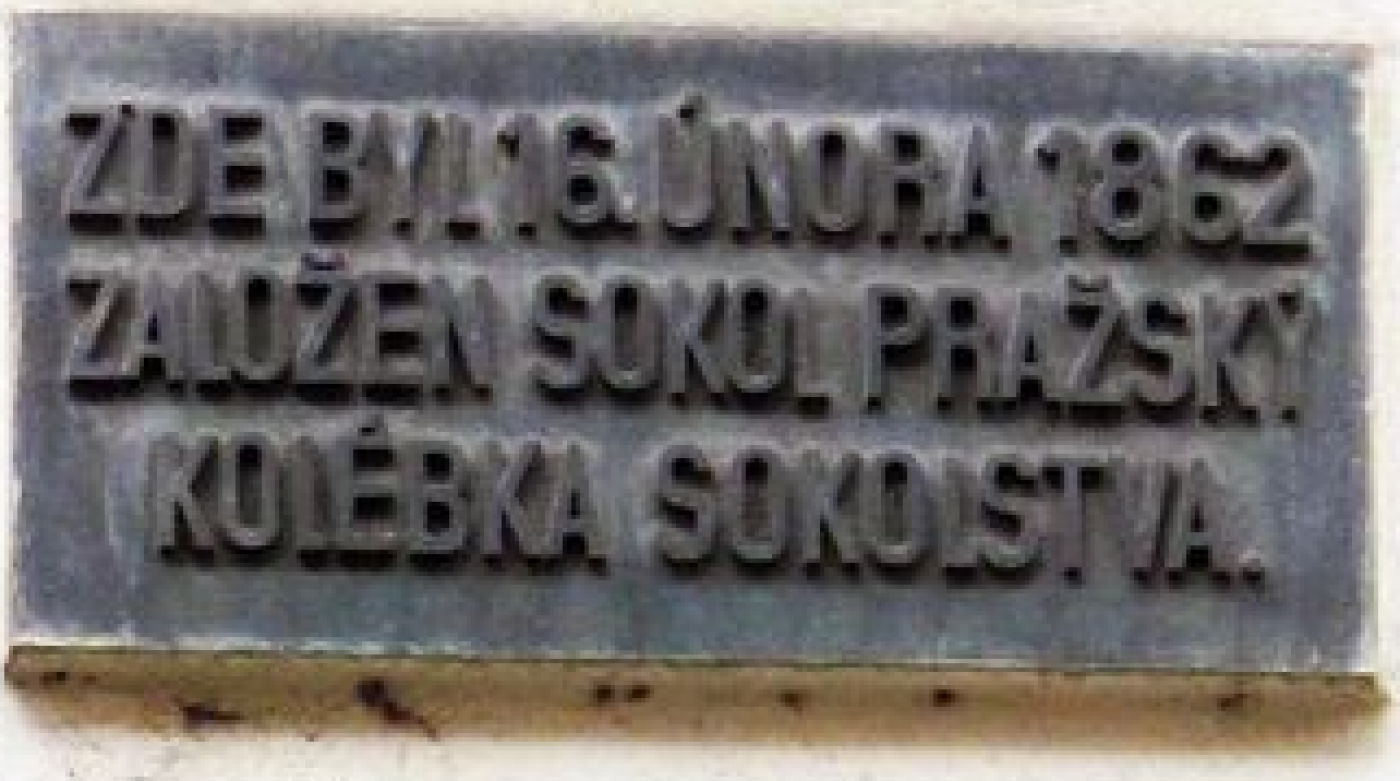 ZDE BYL 16. ÚNORA 1862
ZALOŽEN SOKOL PRAŽSKÝ
KOLÉBKA SOKOLSTVA.